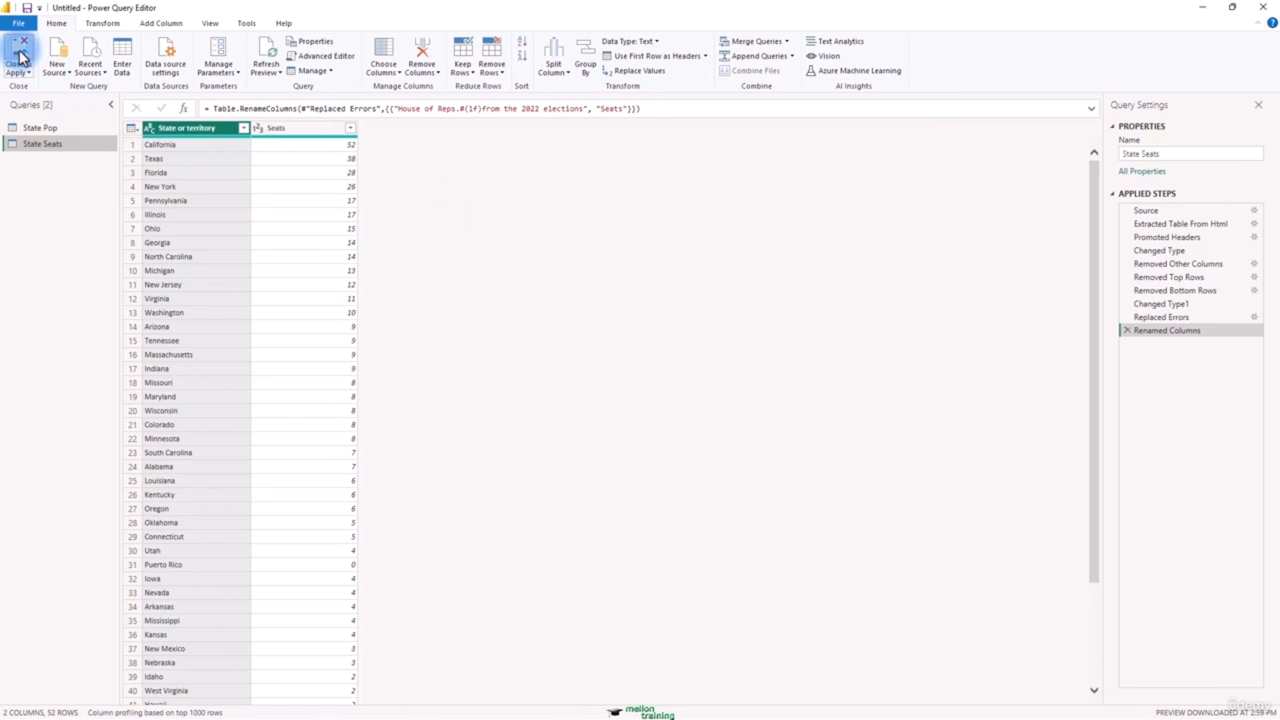 Untitled - Power Query Editor
File Home Transform Add Column View Tools Help
Close & Apply
New Source
Recent Sources
Enter Data
Data source settings
Manage Parameters
Refresh Preview
Properties
Advanced Editor
Manage
Choose Columns
Remove Columns
Keep Rows
Remove Rows
Split Column
Group By
Data Type: Text
Use First Row as Headers
Replace Values
Merge Queries
Append Queries
Combine Files
Text Analytics
Vision
Azure Machine Learning
Close New Query Data Sources Parameters Query Manage Columns Reduce Rows Sort Transform Combine AI Insights
Queries [2]
State Pop
State Seats
= Table.RenameColumns(#"Replaced Errors",{{"House of Reps.#(lf)from the 2022 elections", "Seats"}})
State or territory Seats
1 California 52
2 Texas 38
3 Florida 28
4 New York 26
5 Pennsylvania 17
6 Illinois 17
7 Ohio 15
8 Georgia 14
9 North Carolina 14
10 Michigan 13
11 New Jersey 12
12 Virginia 11
13 Washington 10
14 Arizona 9
15 Tennessee 9
16 Massachusetts 9
17 Indiana 9
18 Missouri 8
19 Maryland 8
20 Wisconsin 8
21 Colorado 8
22 Minnesota 8
23 South Carolina 7
24 Alabama 7
25 Louisiana 6
26 Kentucky 6
27 Oregon 6
28 Oklahoma 5
29 Connecticut 5
30 Utah 4
31 Puerto Rico 0
32 Iowa 4
33 Nevada 4
34 Arkansas 4
35 Mississippi 4
36 Kansas 4
37 New Mexico 3
38 Nebraska 3
39 Idaho 2
40 West Virginia 2
Query Settings
PROPERTIES
Name
State Seats
All Properties
APPLIED STEPS
Source
Extracted Table From Html
Promoted Headers
Changed Type
Removed Other Columns
Removed Top Rows
Removed Bottom Rows
Changed Type1
Replaced Errors
Renamed Columns
2 COLUMNS, 52 ROWS Column profiling based on top 1000 rows
mellon training
udemy
PREVIEW DOWNLOADED AT 2:59 PM